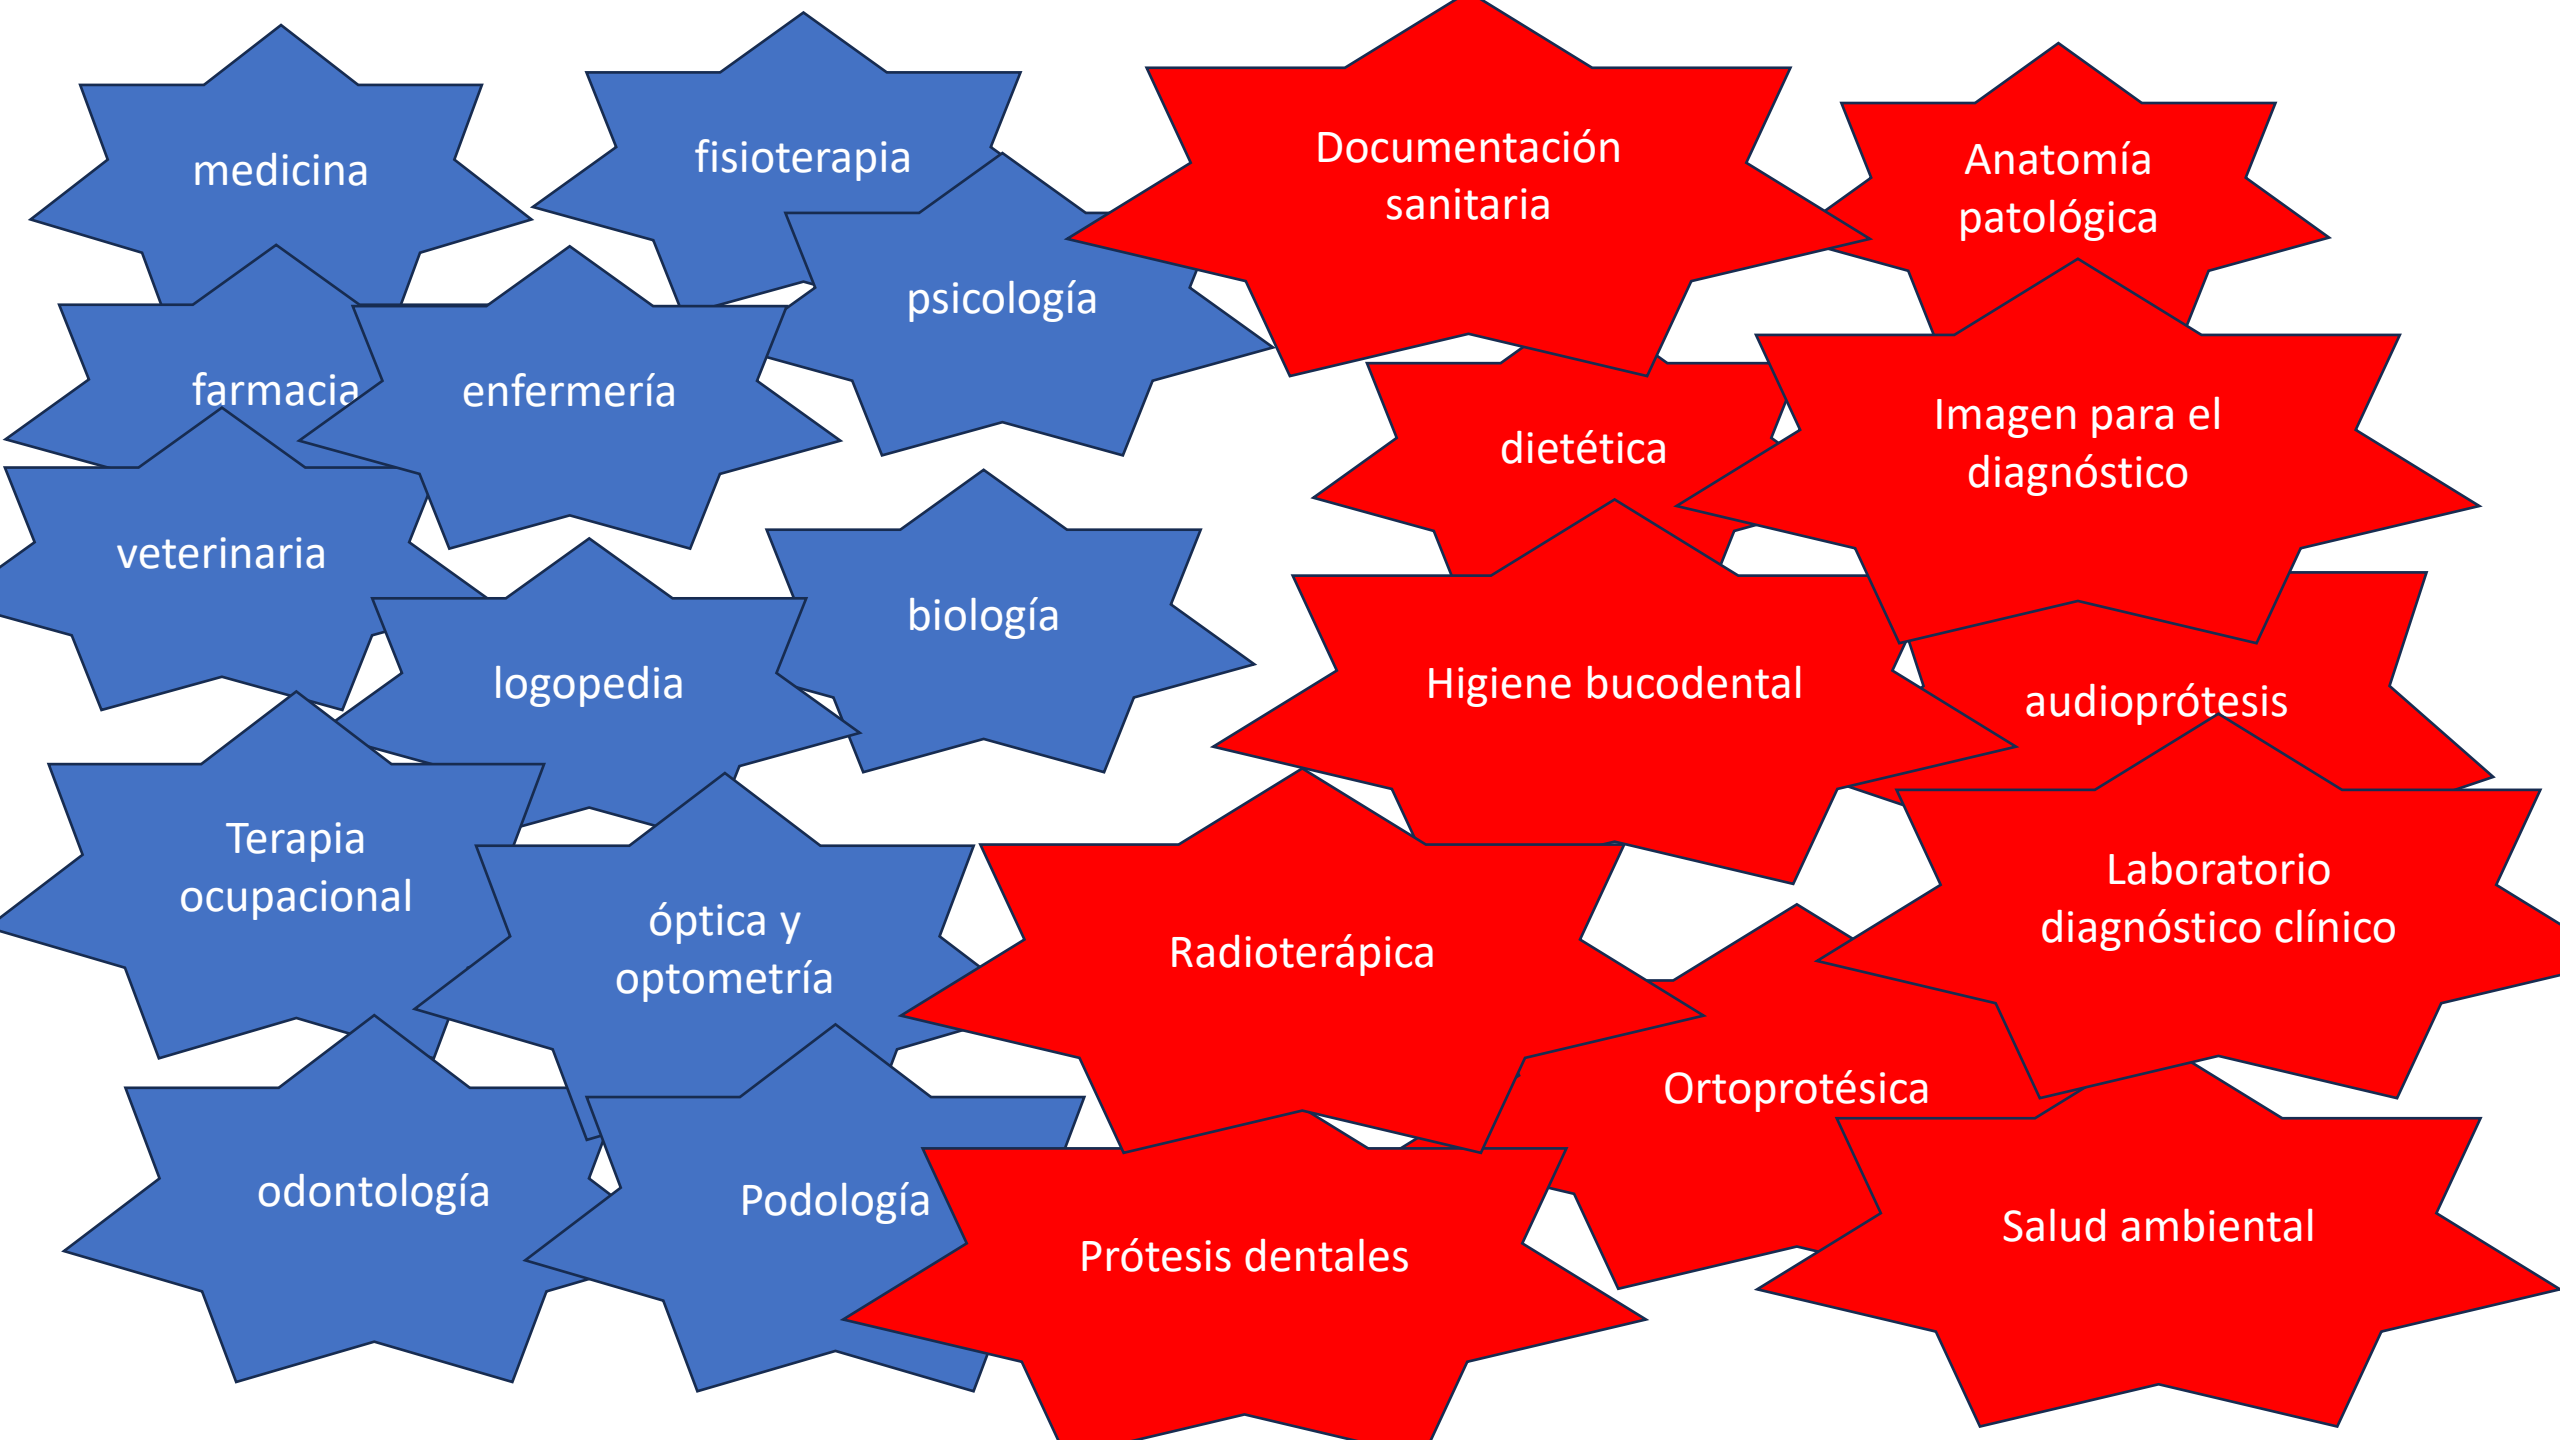 medicina
fisioterapia
psicología
farmacia
enfermería
veterinaria
logopedia
biología
Terapia
ocupacional
óptica y
optometría
odontología
Podología
Documentación
sanitaria
Anatomía
patológica
dietética
Imagen para el
diagnóstico
Higiene bucodental
audioprótesis
Radioterápica
Laboratorio
diagnóstico clínico
Ortoprotésica
Prótesis dentales
Salud ambiental